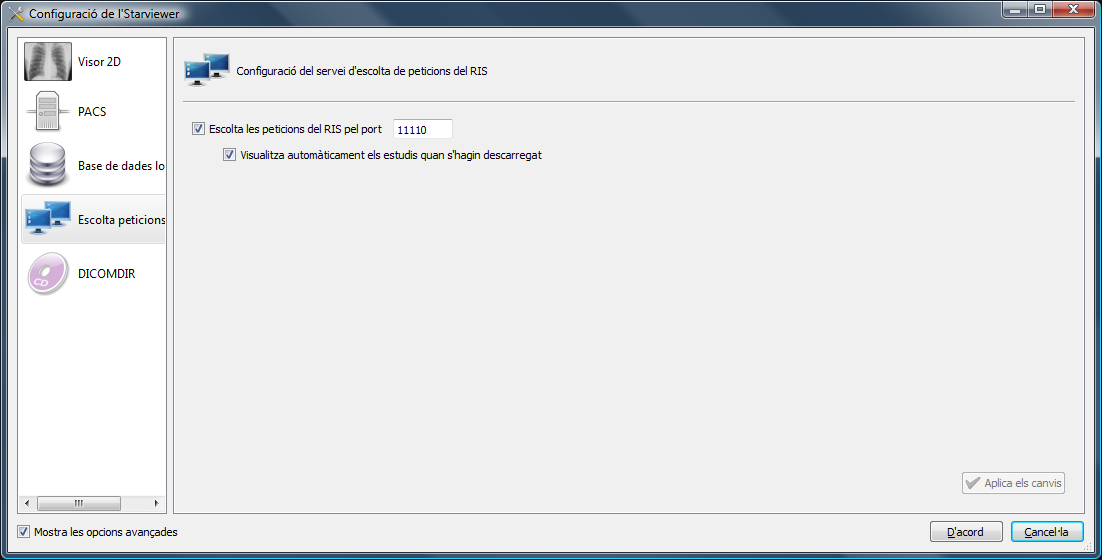 Configuració de l'Starviewer
Visor 2D
PACS
Base de dades lo
Escolta peticions
DICOMDIR
CD
Configuració del servei d'escolta de peticions del RIS
Escolta les peticions del RIS pel port 11110
Visualitza automàticament els estudis quan s'hagin descarregat
Aplica els canvis
Mostra les opcions avançades
D'acord
Cancel·la